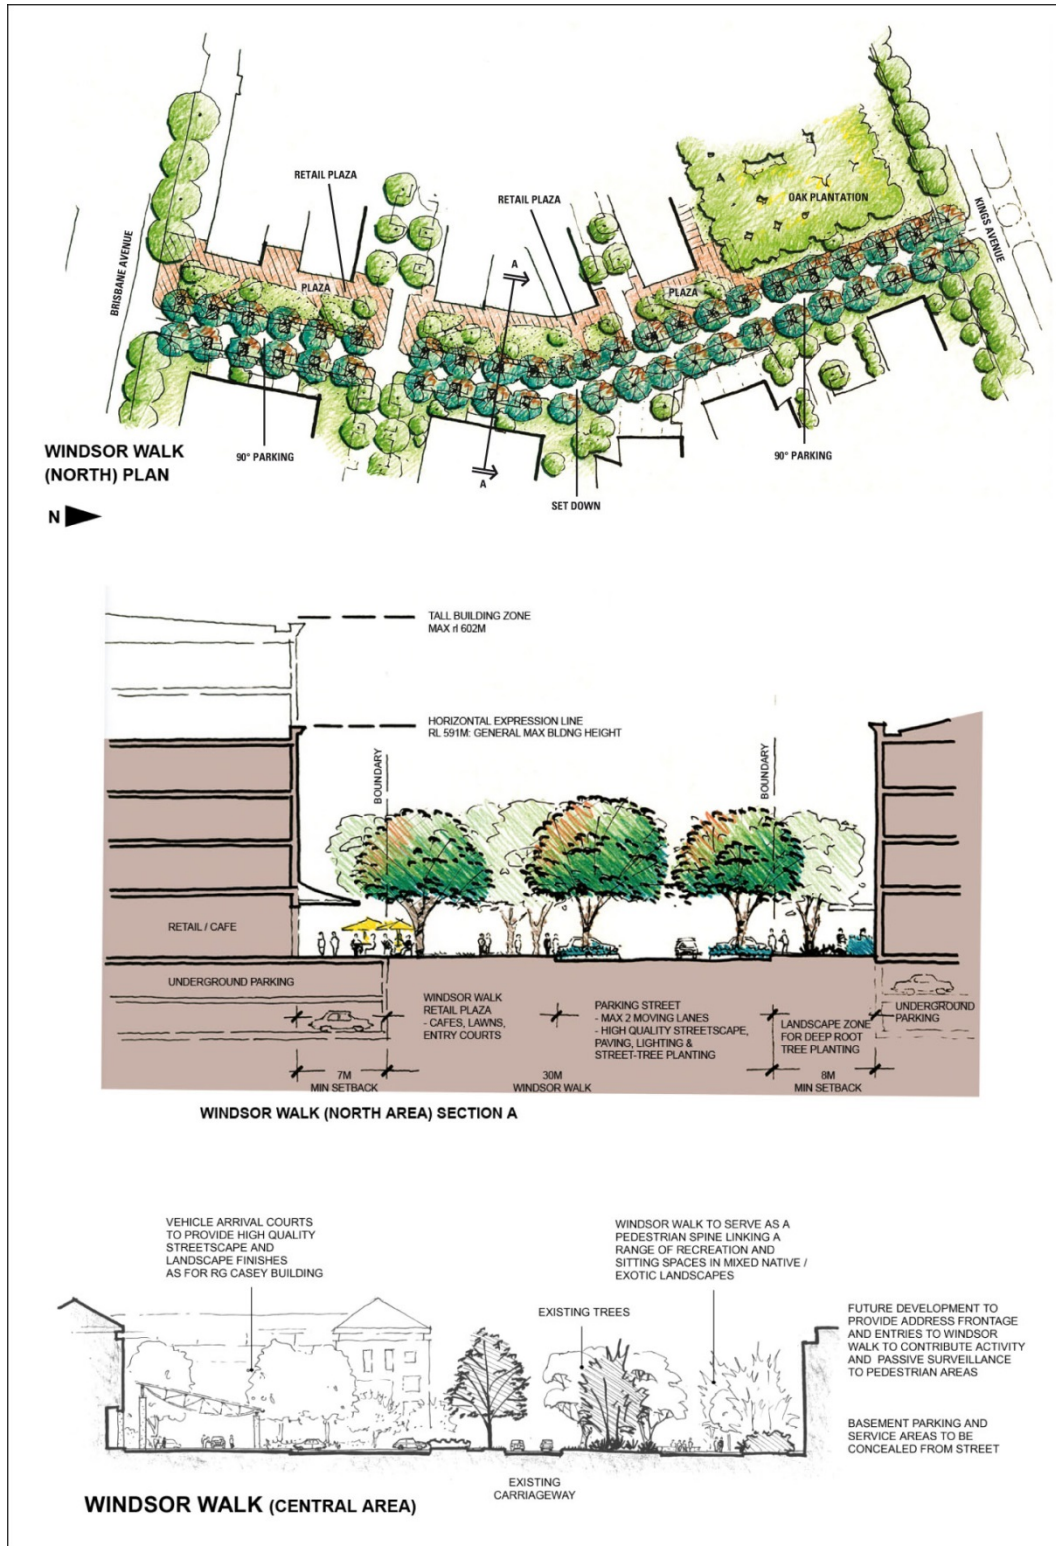 RETAIL PLAZA
RETAIL PLAZA
OAK PLANTATION
KINGS AVENUE
BRISBANE AVENUE
A
PLAZA
PLAZA
WINDSOR WALK
(NORTH) PLAN
90° PARKING
A
90° PARKING
SET DOWN
N
TALL BUILDING ZONE
MAX rl 602M
HORIZONTAL EXPRESSION LINE
RL 591M: GENERAL MAX BLDNG HEIGHT
BOUNDARY
BOUNDARY
RETAIL / CAFE
UNDERGROUND PARKING
WINDSOR WALK
RETAIL PLAZA
- CAFES, LAWNS,
ENTRY COURTS
PARKING STREET
- MAX 2 MOVING LANES
- HIGH QUALITY STREETSCAPE,
PAVING, LIGHTING &
STREET-TREE PLANTING
LANDSCAPE ZONE
FOR DEEP ROOT
TREE PLANTING
UNDERGROUND
PARKING
7M
MIN SETBACK
30M
WINDSOR WALK
8M
MIN SETBACK
WINDSOR WALK (NORTH AREA) SECTION A
VEHICLE ARRIVAL COURTS
TO PROVIDE HIGH QUALITY
STREETSCAPE AND
LANDSCAPE FINISHES
AS FOR RG CASEY BUILDING
WINDSOR WALK TO SERVE AS A
PEDESTRIAN SPINE LINKING A
RANGE OF RECREATION AND
SITTING SPACES IN MIXED NATIVE /
EXOTIC LANDSCAPES
EXISTING TREES
FUTURE DEVELOPMENT TO
PROVIDE ADDRESS FRONTAGE
AND ENTRIES TO WINDSOR
WALK TO CONTRIBUTE ACTIVITY
AND PASSIVE SURVEILLANCE
TO PEDESTRIAN AREAS
BASEMENT PARKING AND
SERVICE AREAS TO BE
CONCEALED FROM STREET
EXISTING
CARRIAGEWAY
WINDSOR WALK (CENTRAL AREA)